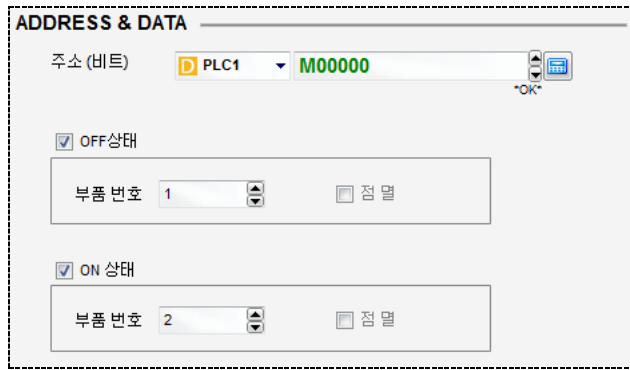 ADDRESS & DATA
주소(비트) D PLC1 M00000
*OK*
OFF상태
부품 번호 1 점 멸
ON 상태
부품 번호 2 점 멸